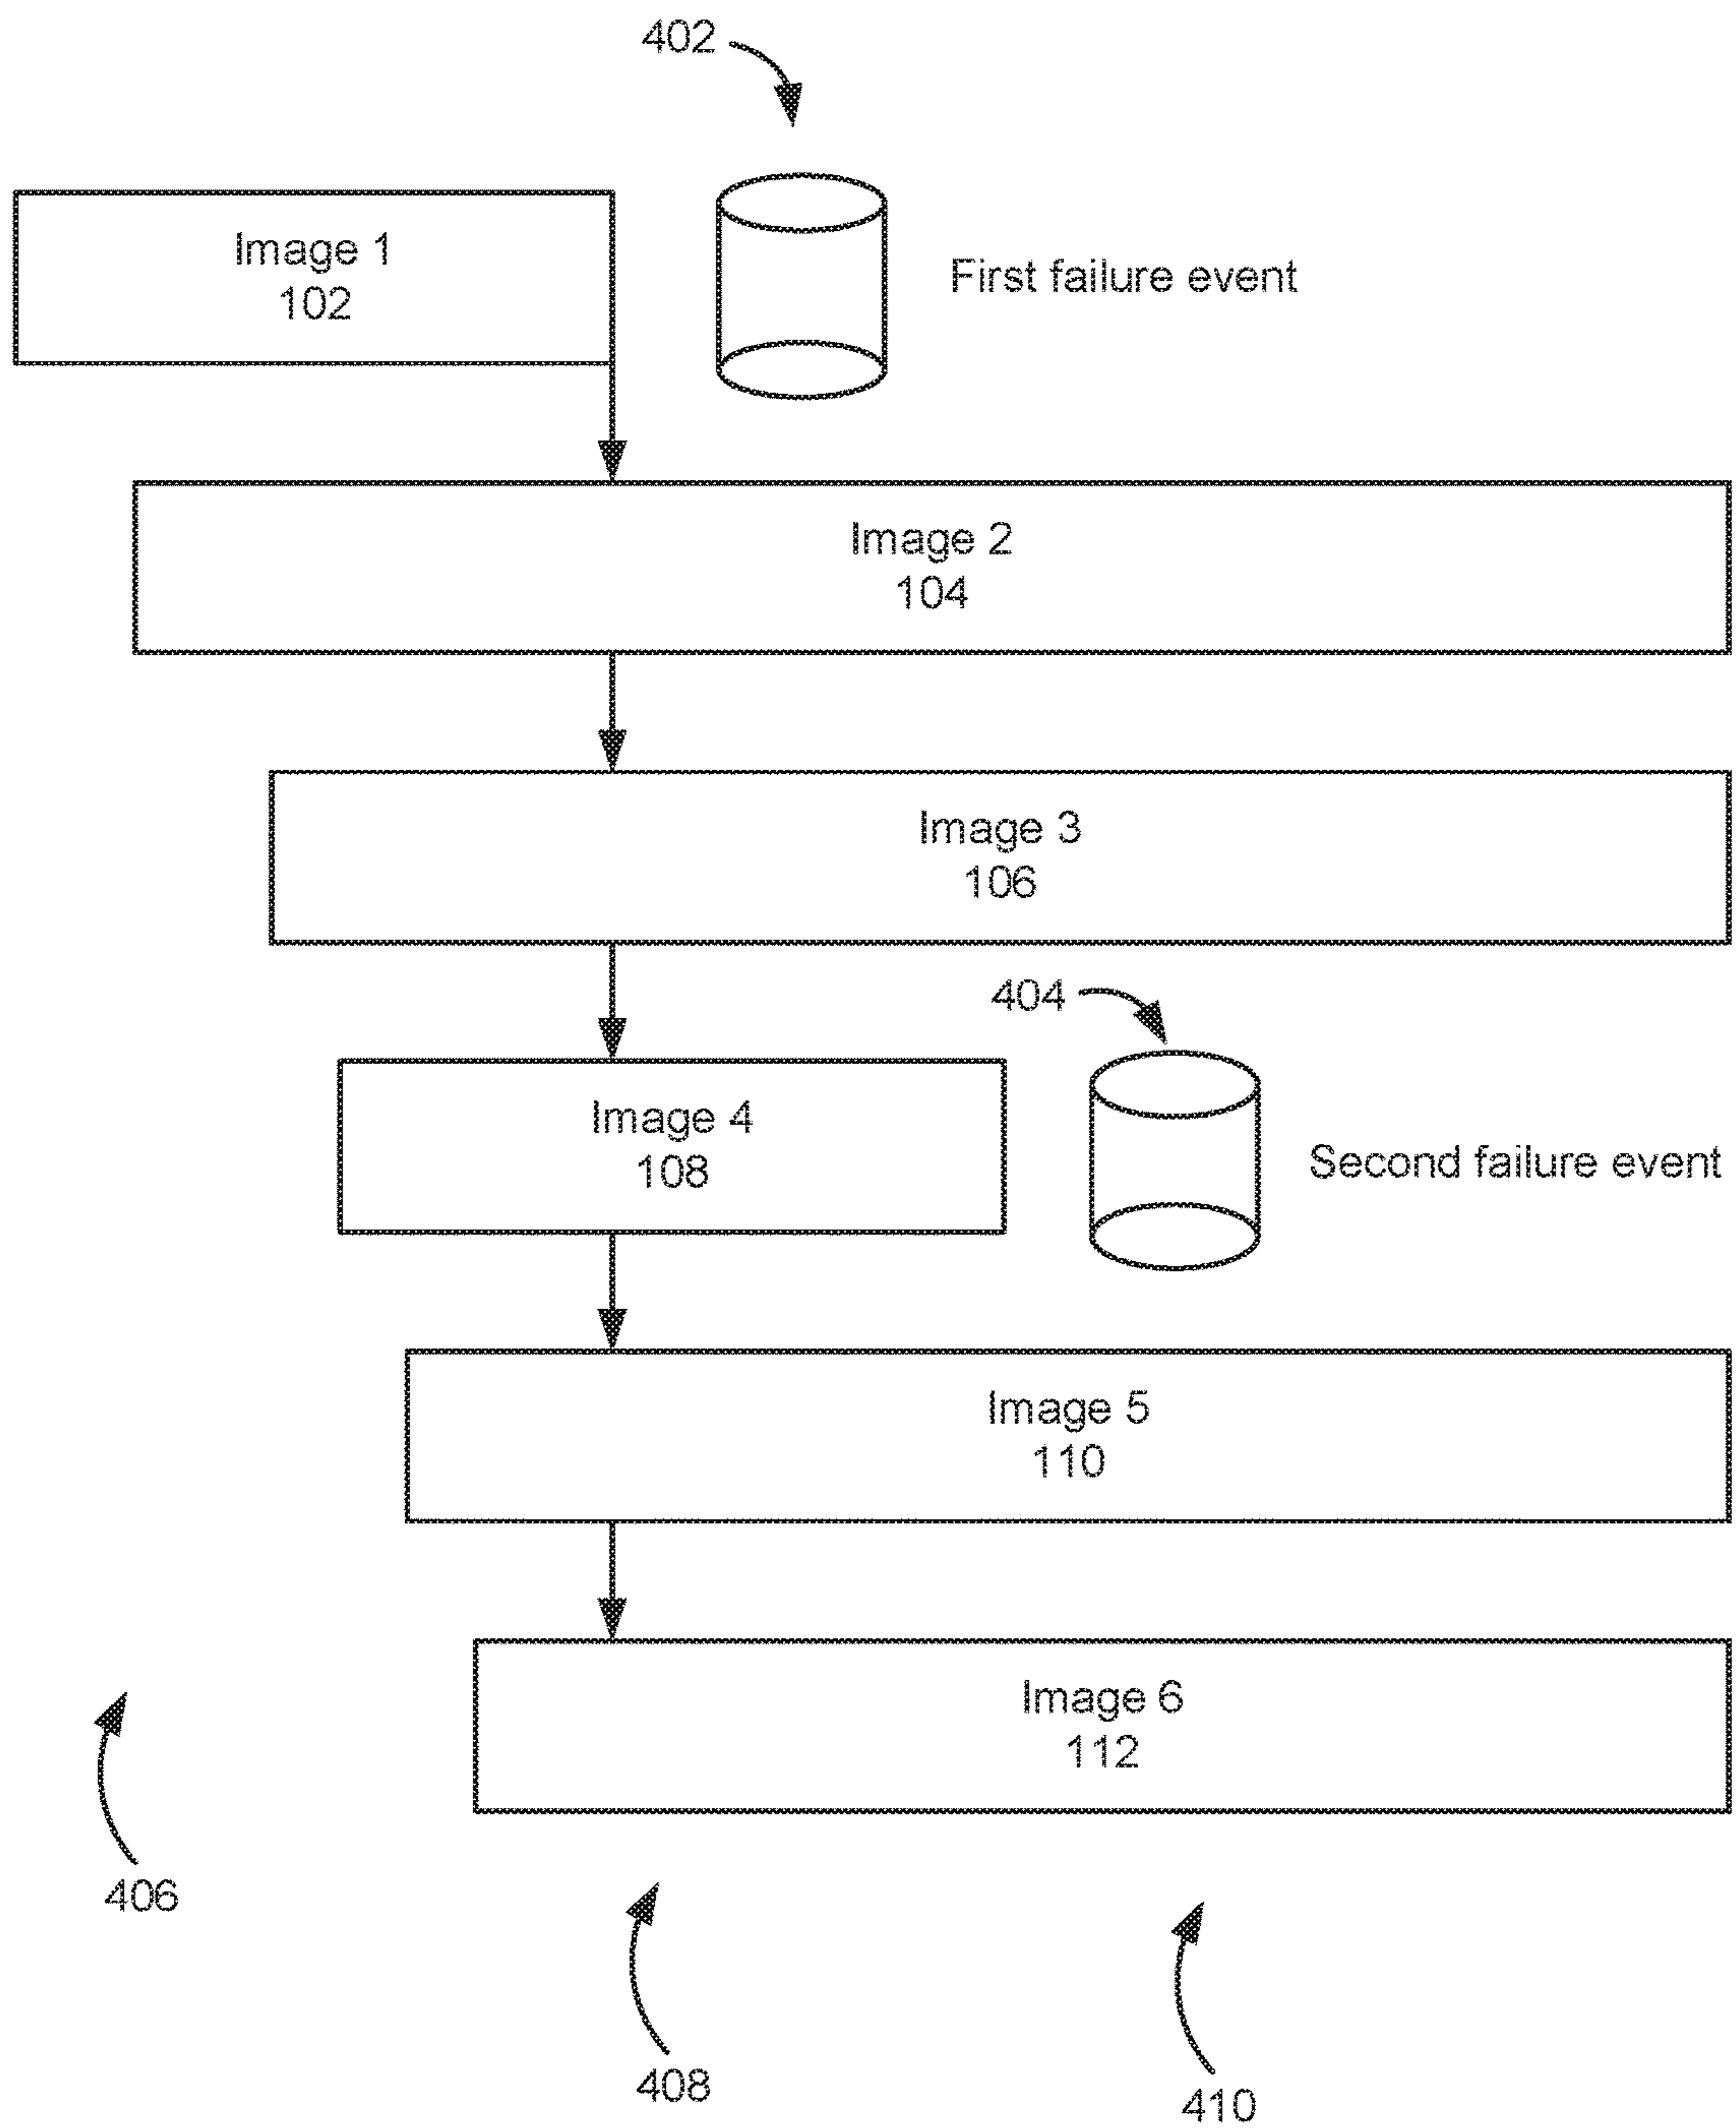 402
Image 1
102
First failure event
Image 2
104
Image 3
106
404
Image 4
108
Second failure event
Image 5
110
Image 6
112
406
408
410